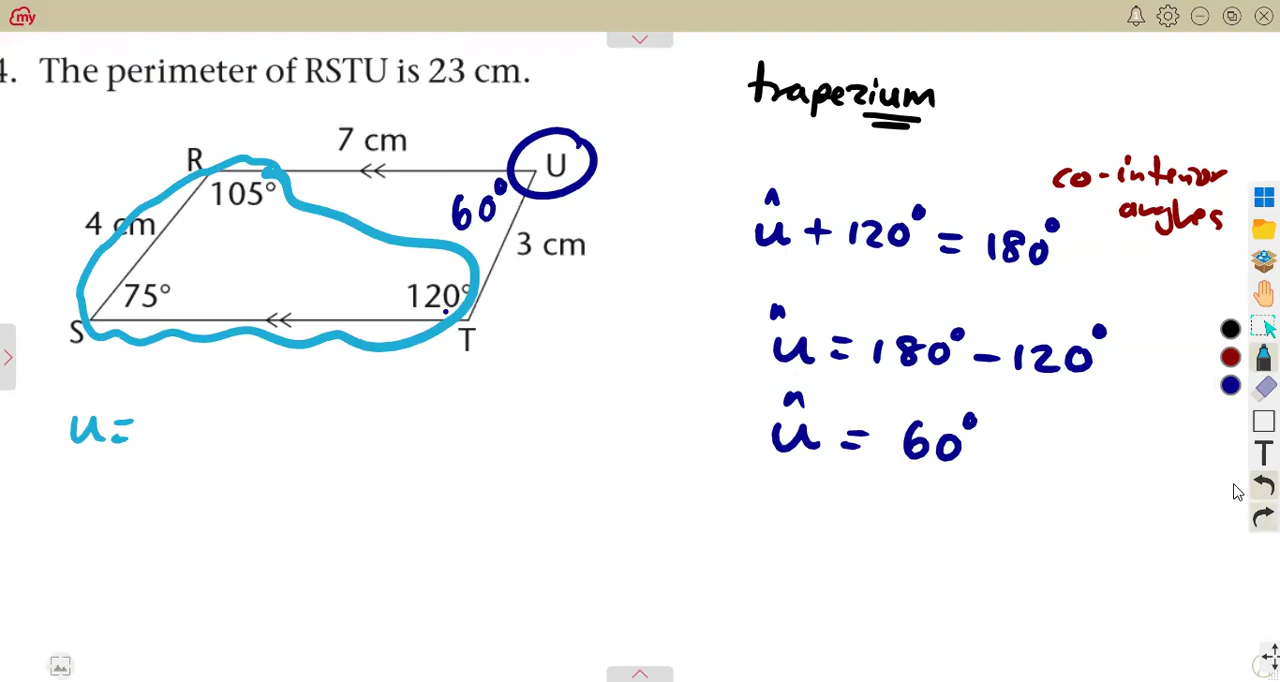 my
4. The perimeter of RSTU is 23 cm.
trapezium
7 cm
R
U
105°
60°
co-interior
angles
4 cm
3 cm
û + 120° = 180°
75°
120°
S
T
û = 180° - 120°
u=
û = 60°
T